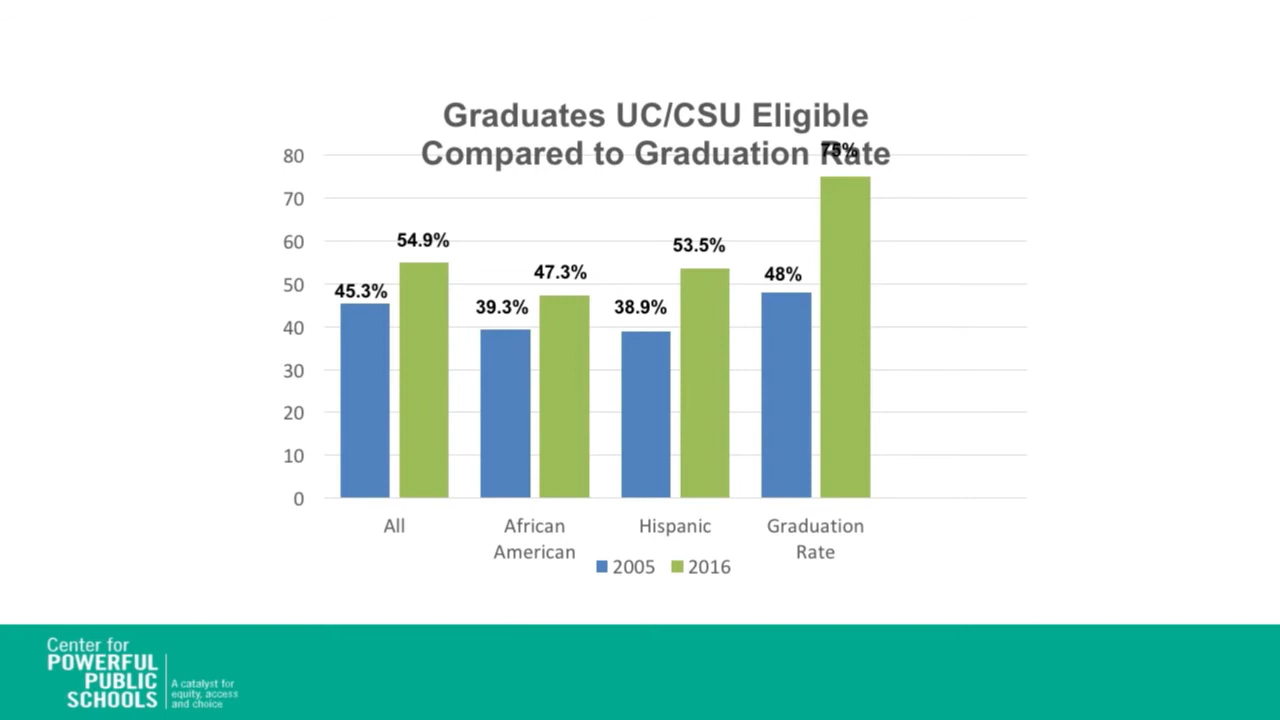 Graduates UC/CSU Eligible
Compared to Graduation Rate
80
70
60
50
40
30
20
10
0
45.3%
54.9%
39.3%
47.3%
38.9%
53.5%
48%
75%
All
African
American
Hispanic
Graduation
Rate
2005
2016
Center for
POWERFUL
PUBLIC
SCHOOLS
A catalyst for
equity, access
and choice